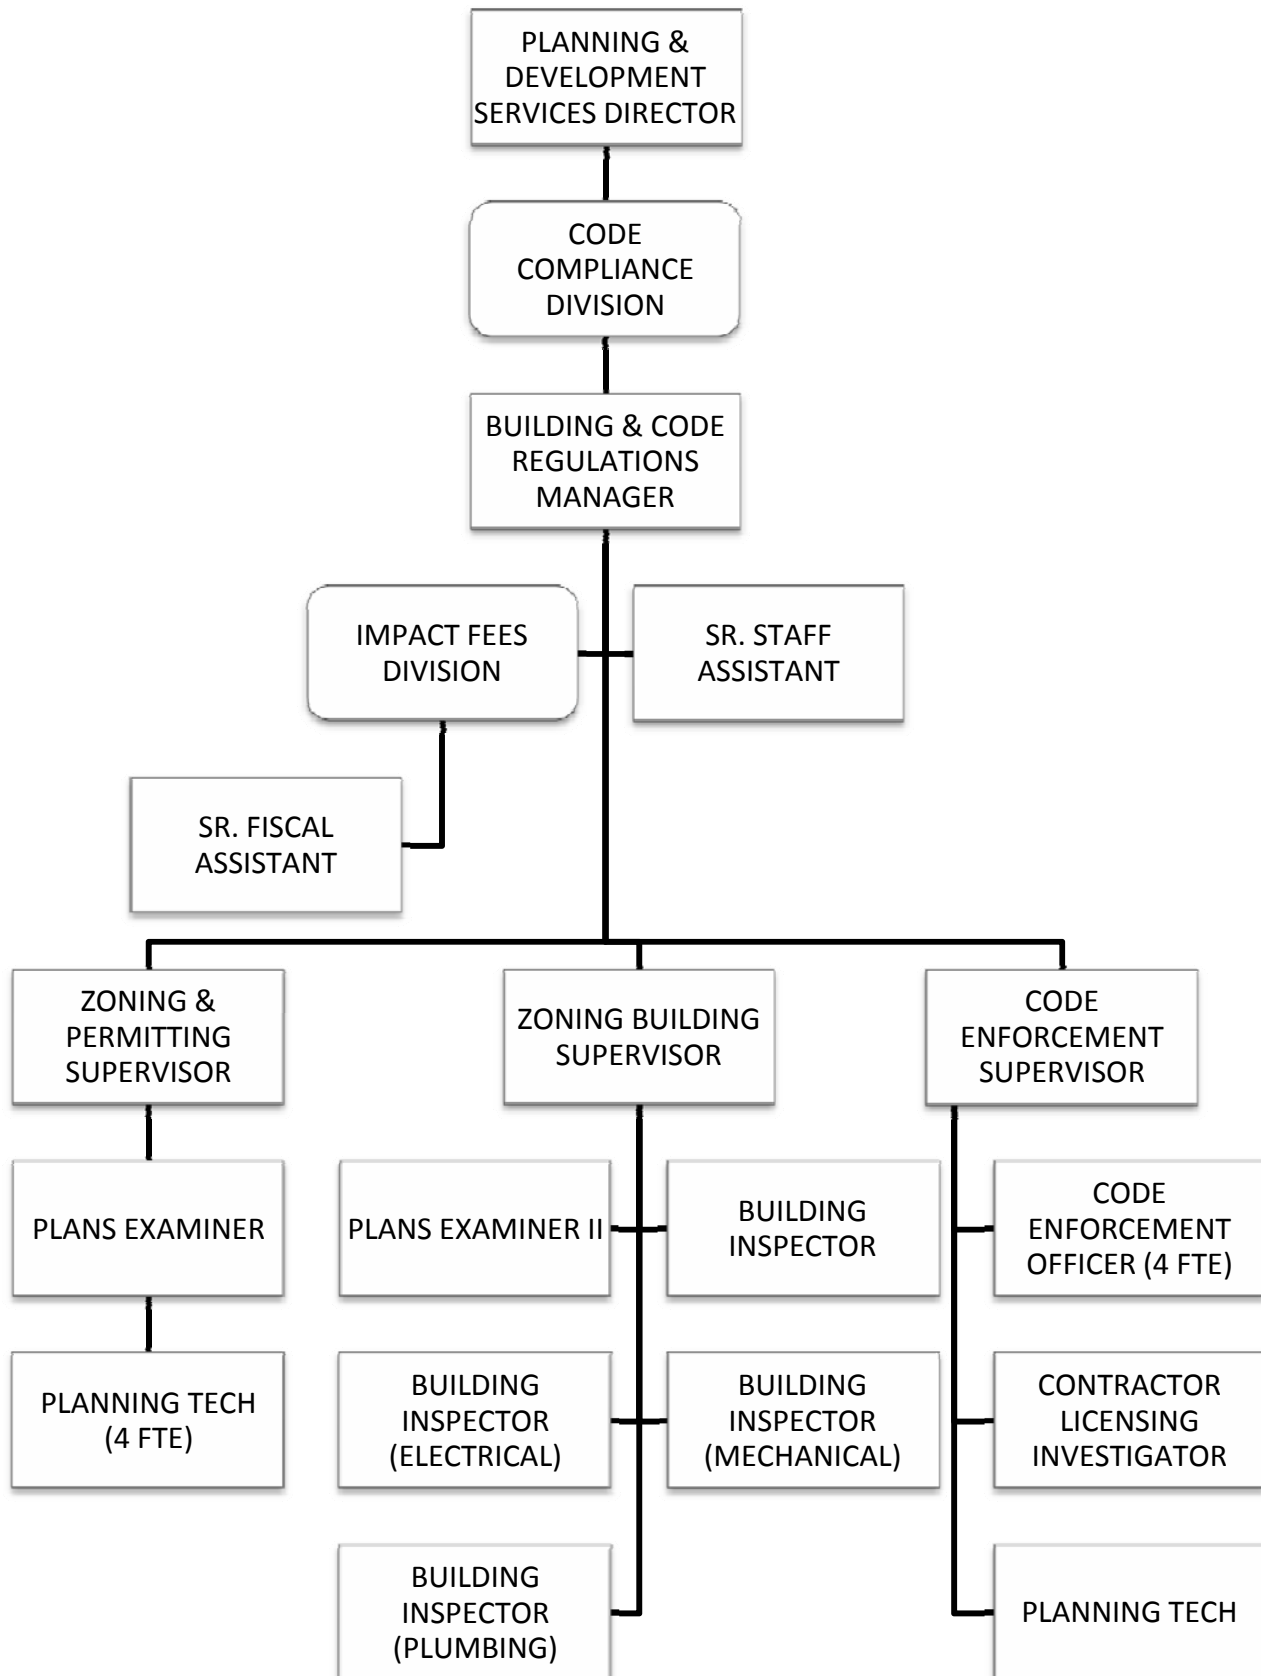 PLANNING &
DEVELOPMENT
SERVICES DIRECTOR
CODE
COMPLIANCE
DIVISION
BUILDING & CODE
REGULATIONS
MANAGER
IMPACT FEES
DIVISION
SR. STAFF
ASSISTANT
SR. FISCAL
ASSISTANT
ZONING &
PERMITTING
SUPERVISOR
ZONING BUILDING
SUPERVISOR
CODE
ENFORCEMENT
SUPERVISOR
PLANS EXAMINER
PLANS EXAMINER II
BUILDING
INSPECTOR
CODE
ENFORCEMENT
OFFICER (4 FTE)
PLANNING TECH
(4 FTE)
BUILDING
INSPECTOR
(ELECTRICAL)
BUILDING
INSPECTOR
(MECHANICAL)
CONTRACTOR
LICENSING
INVESTIGATOR
BUILDING
INSPECTOR
(PLUMBING)
PLANNING TECH